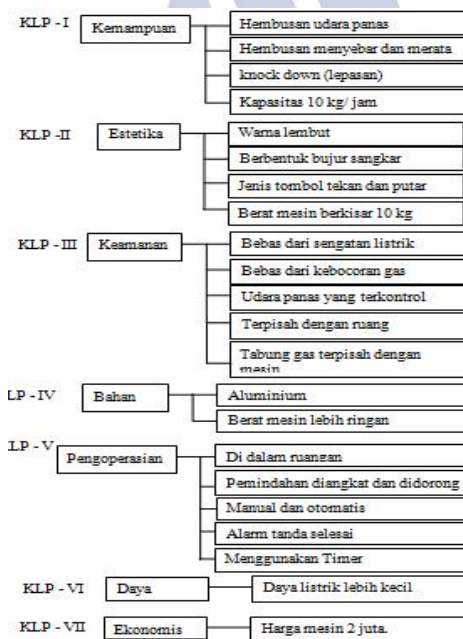 KLP - I
Kemampuan
Hembusan udara panas
Hembusan menyebar dan merata
knock down (lepasan)
Kapasitas 10 kg/ jam
KLP -II
Estetika
Warna lembut
Berbentuk bujur sangkar
Jenis tombol tekan dan putar
Berat mesin berkisar 10 kg
KLP - III
Keamanan
Bebas dari sengatan listrik
Bebas dari kebocoran gas
Udara panas yang terkontrol
Terpisah dengan ruang
Tabung gas terpisah dengan
mesin
LP - IV
Bahan
Aluminium
Berat mesin lebih ringan
LP - V
Pengoperasian
Di dalam ruangan
Pemindahan diangkat dan didorong
Manual dan otomatis
Alarm tanda selesai
Menggunakan Timer
KLP - VI
Daya
Daya listrik lebih kecil
KLP - VII
Ekonomis
Harga mesin 2 juta.